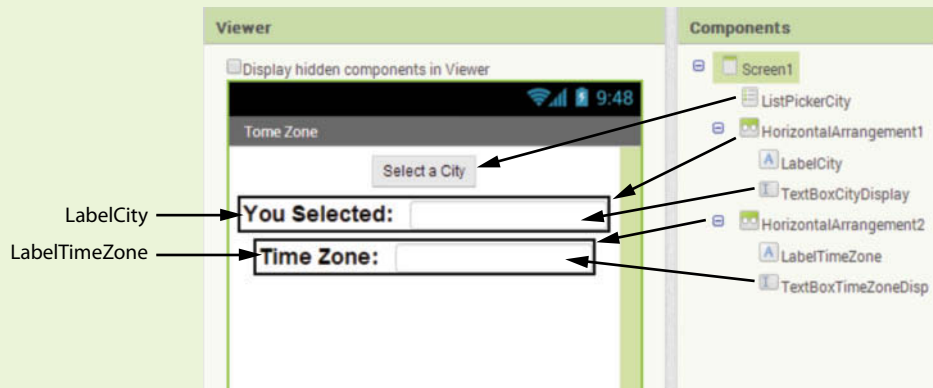 Viewer
Display hidden components in Viewer
9:48
Tome Zone
Select a City
You Selected:
Time Zone:
LabelCity
LabelTimeZone
Components
Screen1
ListPickerCity
HorizontalArrangement1
A LabelCity
TextBoxCityDisplay
HorizontalArrangement2
A LabelTimeZone
TextBoxTimeZoneDisp